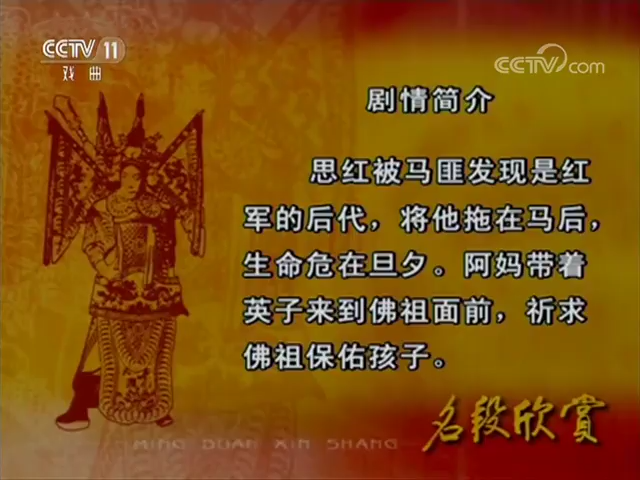 CCTV 11
戏曲
CCTV.com
剧情简介
思红被马匪发现是红
军的后代，将他拖在马后，
生命危在旦夕。阿妈带着
英子来到佛祖面前，祈求
佛祖保佑孩子。
名段欣赏
MING DUAN XIN SHANG